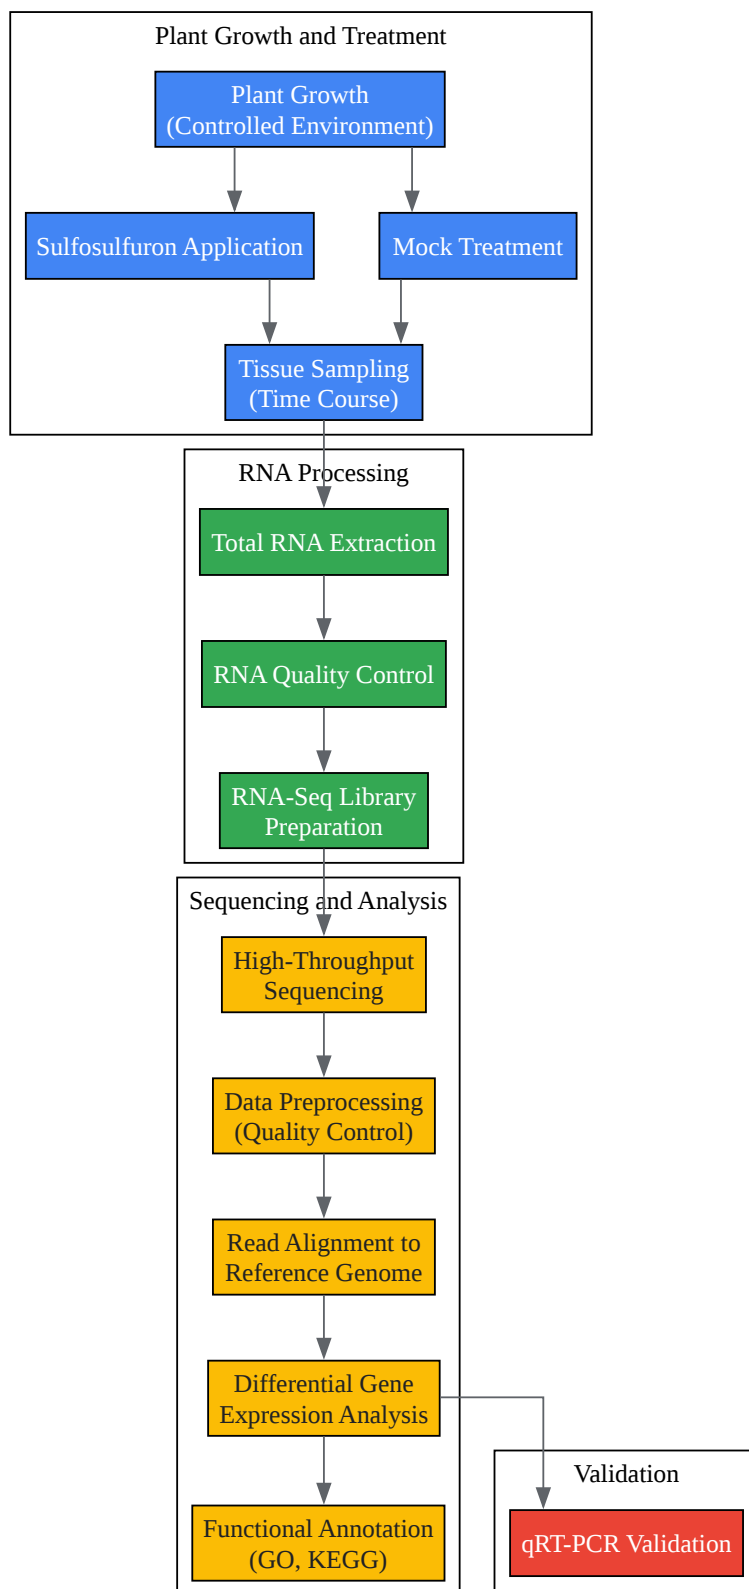 Plant Growth and Treatment
Plant Growth
(Controlled Environment)
Sulfosulfuron Application
Mock Treatment
Tissue Sampling
(Time Course)
RNA Processing
Total RNA Extraction
RNA Quality Control
RNA-Seq Library
Preparation
Sequencing and Analysis
High-Throughput
Sequencing
Data Preprocessing
(Quality Control)
Read Alignment to
Reference Genome
Differential Gene
Expression Analysis
Functional Annotation
(GO, KEGG)
Validation
qRT-PCR Validation